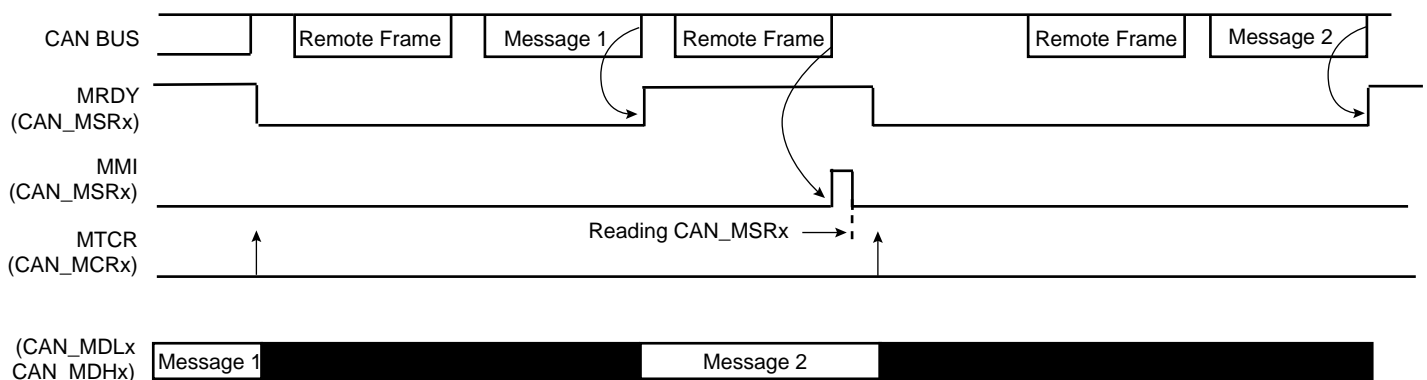 CAN BUS
Remote Frame
Message 1
Remote Frame
Remote Frame
Message 2
MRDY
(CAN_MSRx)
MMI
(CAN_MSRx)
Reading CAN_MSRx
MTCR
(CAN_MCRx)
(CAN_MDLx
CAN_MDHx)
Message 1
Message 2